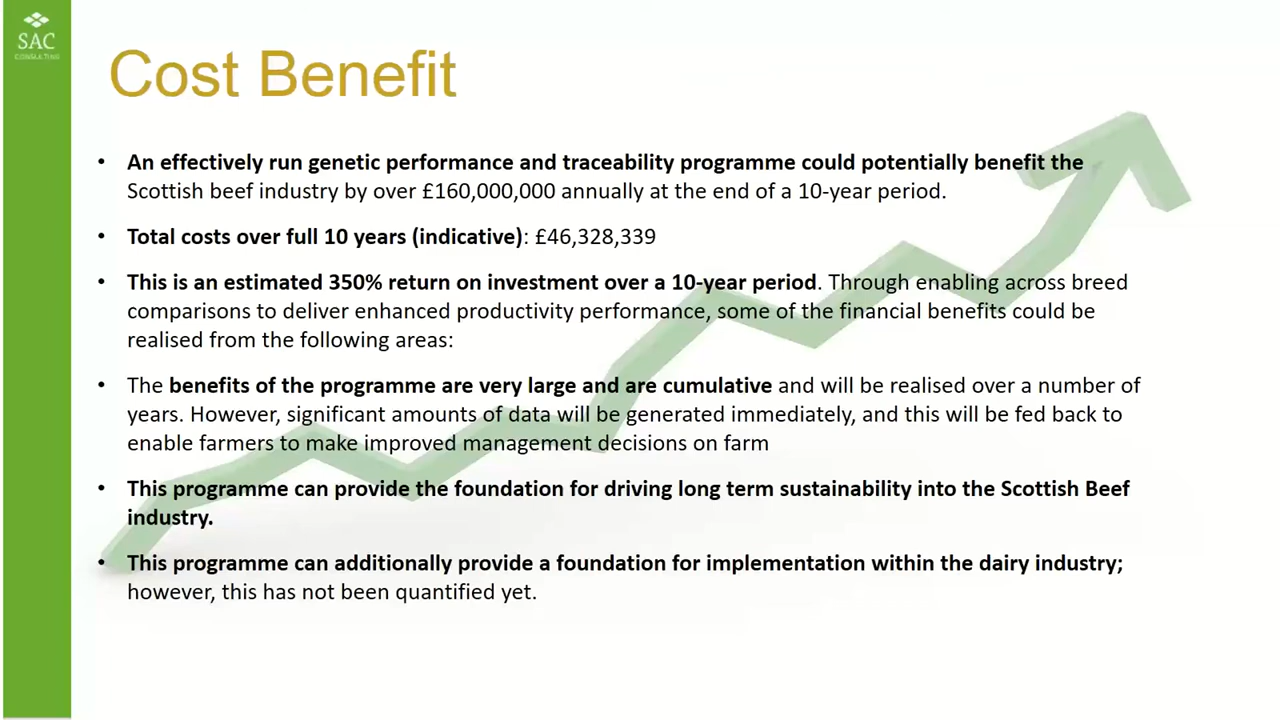 SAC
CONSULTING
Cost Benefit
• An effectively run genetic performance and traceability programme could potentially benefit the
Scottish beef industry by over £160,000,000 annually at the end of a 10-year period.
• Total costs over full 10 years (indicative): £46,328,339
• This is an estimated 350% return on investment over a 10-year period. Through enabling across breed
comparisons to deliver enhanced productivity performance, some of the financial benefits could be
realised from the following areas:
• The benefits of the programme are very large and are cumulative and will be realised over a number of
years. However, significant amounts of data will be generated immediately, and this will be fed back to
enable farmers to make improved management decisions on farm
• This programme can provide the foundation for driving long term sustainability into the Scottish Beef
industry.
• This programme can additionally provide a foundation for implementation within the dairy industry;
however, this has not been quantified yet.